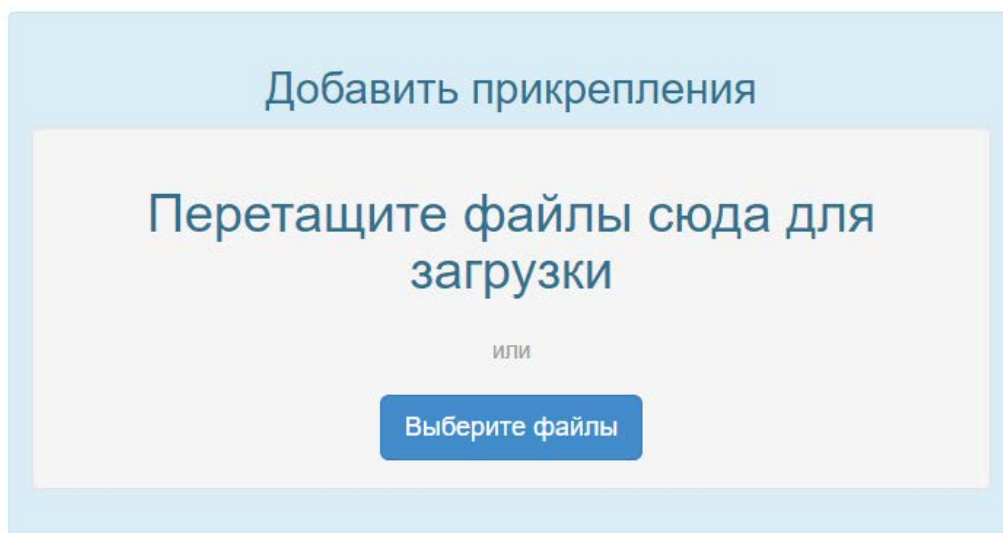 Добавить прикрепления
Перетащите файлы сюда для
загрузки
или
Выберите файлы